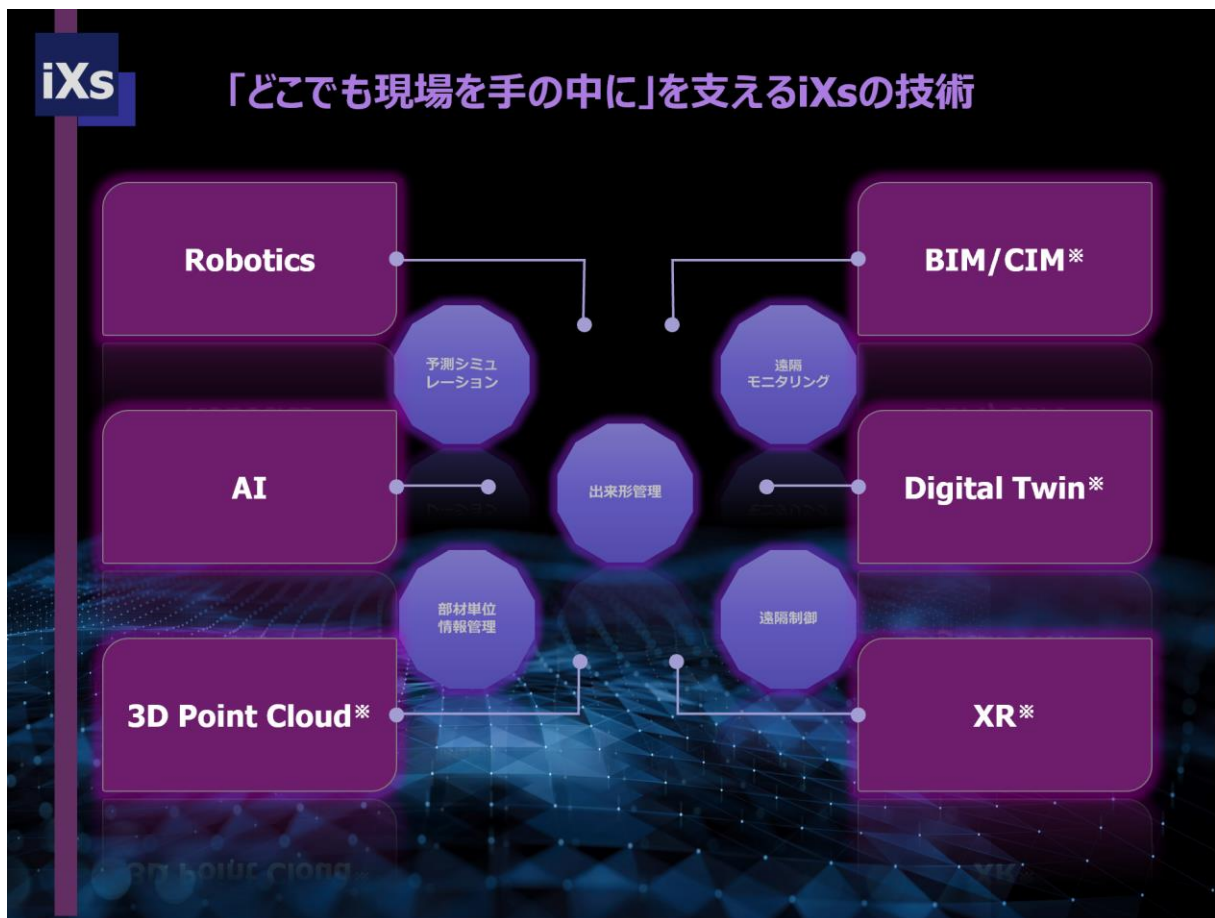 iXs
「どこでも現場を手の中に」を支えるiXsの技術
Robotics
BIM/CIM※
予測シミュ
レーション
遠隔
モニタリング
AI
出来形管理
Digital Twin※
部材単位
情報管理
遠隔制御
3D Point Cloud※
XR※